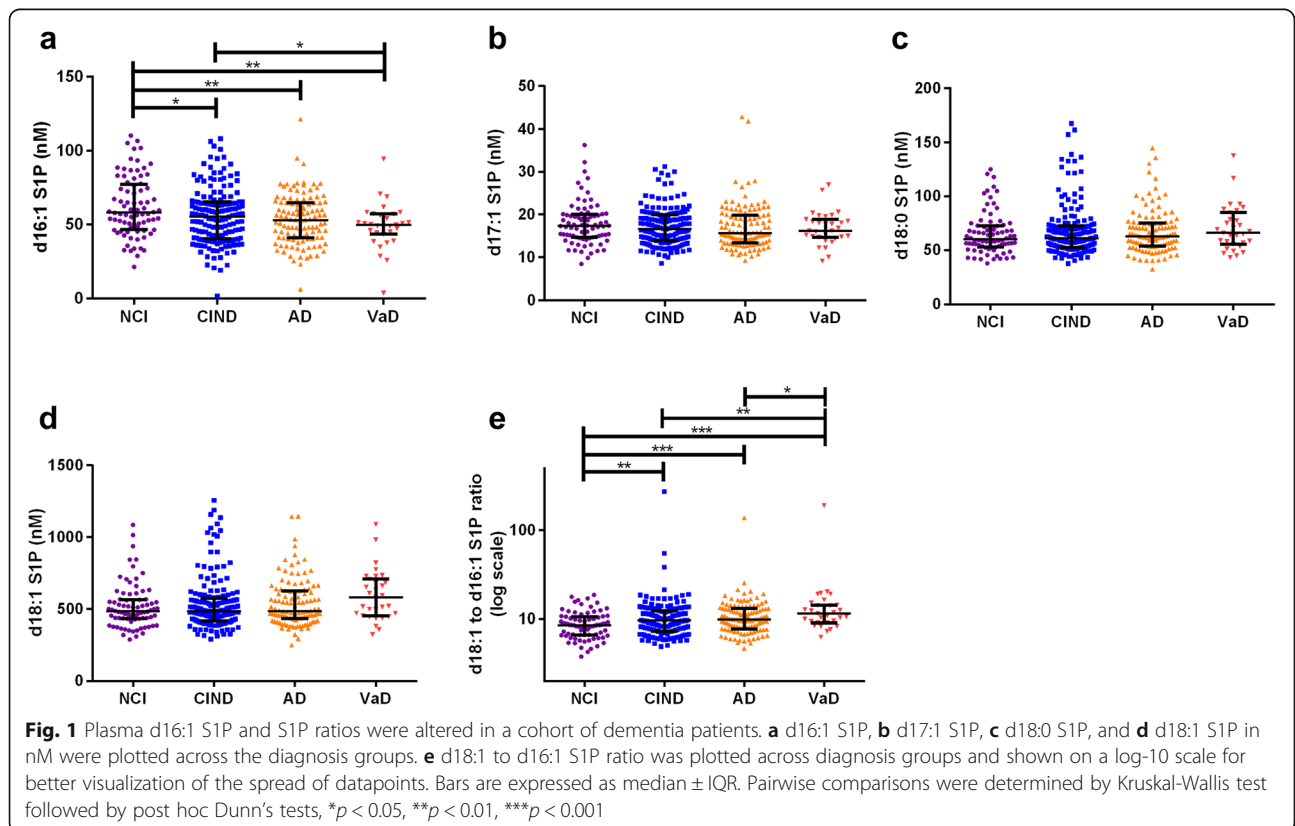 a
b
c
*
**
**
*
150
100
50
0
d16:1 S1P (nM)
NCI CIND AD VaD
50
40
30
20
10
0
d17:1 S1P (nM)
NCI CIND AD VaD
200
150
100
50
0
d18:0 S1P (nM)
NCI CIND AD VaD
d
e
1500
1000
500
0
d18:1 S1P (nM)
NCI CIND AD VaD
*
**
***
***
**
100
10
d18:1 to d16:1 S1P ratio
(log scale)
NCI CIND AD VaD
Fig. 1 Plasma d16:1 S1P and S1P ratios were altered in a cohort of dementia patients. a d16:1 S1P, b d17:1 S1P, c d18:0 S1P, and d d18:1 S1P in
nM were plotted across the diagnosis groups. e d18:1 to d16:1 S1P ratio was plotted across diagnosis groups and shown on a log-10 scale for
better visualization of the spread of datapoints. Bars are expressed as median ± IQR. Pairwise comparisons were determined by Kruskal-Wallis test
followed by post hoc Dunn's tests, *p < 0.05, **p < 0.01, ***p < 0.001